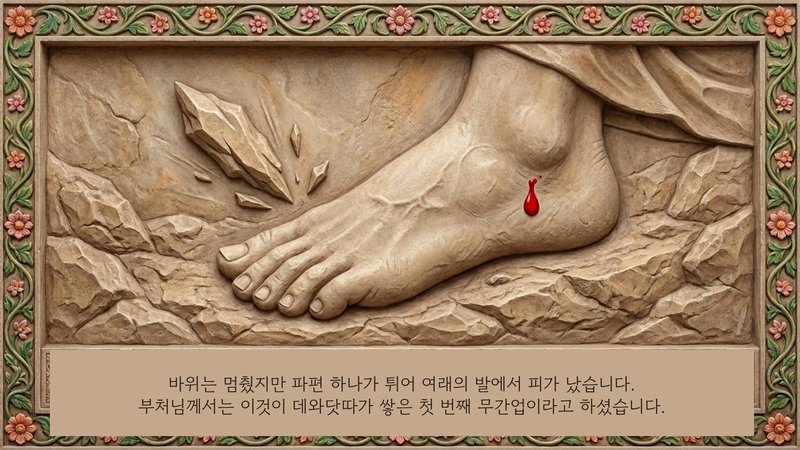 바위는 멈췄지만 파편 하나가 튀어 여래의 발에서 피가 났습니다.
부처님께서는 이것이 데와닷따가 쌓은 첫 번째 무간업이라고 하셨습니다.